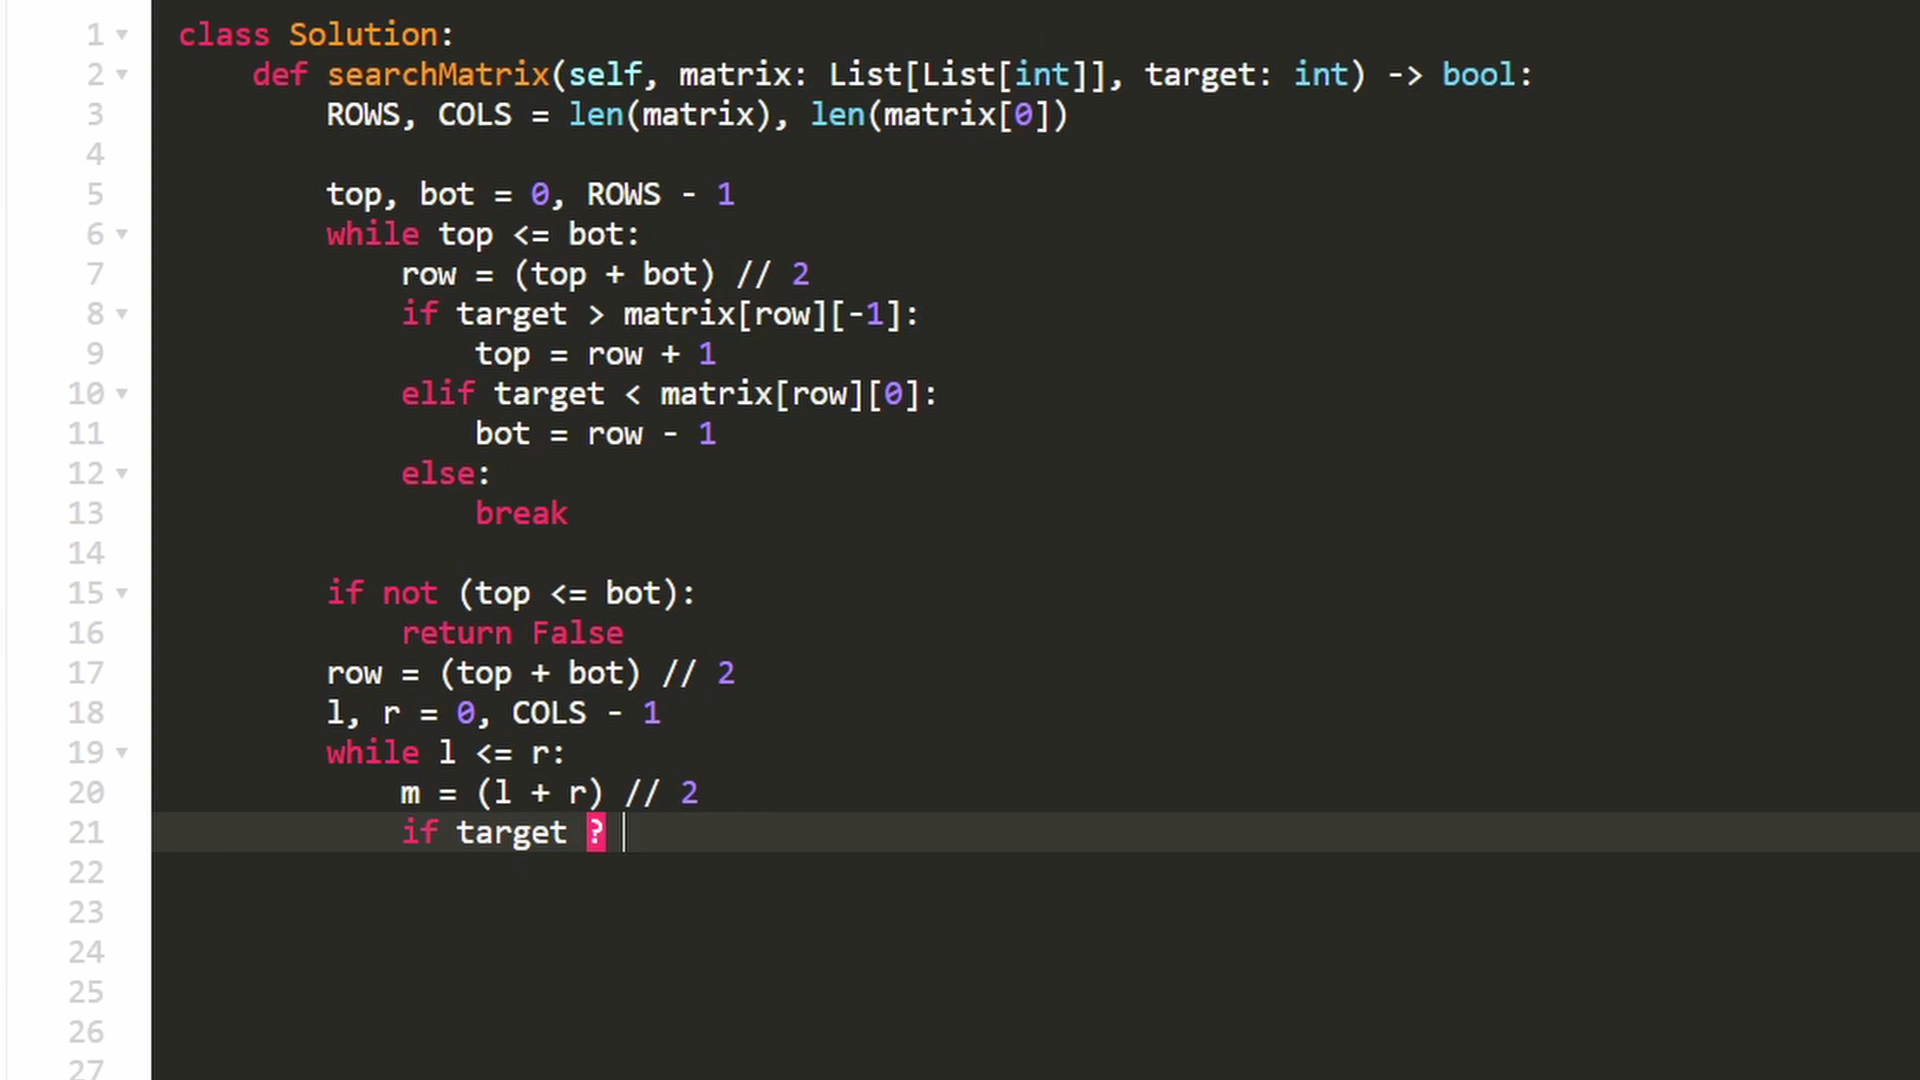 1 class Solution:
2 def searchMatrix(self, matrix: List[List[int]], target: int) -> bool:
3 ROWS, COLS = len(matrix), len(matrix[0])
4
5 top, bot = 0, ROWS - 1
6 while top <= bot:
7 row = (top + bot) // 2
8 if target > matrix[row][-1]:
9 top = row + 1
10 elif target < matrix[row][0]:
11 bot = row - 1
12 else:
13 break
14
15 if not (top <= bot):
16 return False
17 row = (top + bot) // 2
18 l, r = 0, COLS - 1
19 while l <= r:
20 m = (l + r) // 2
21 if target ?
22
23
24
25
26
27